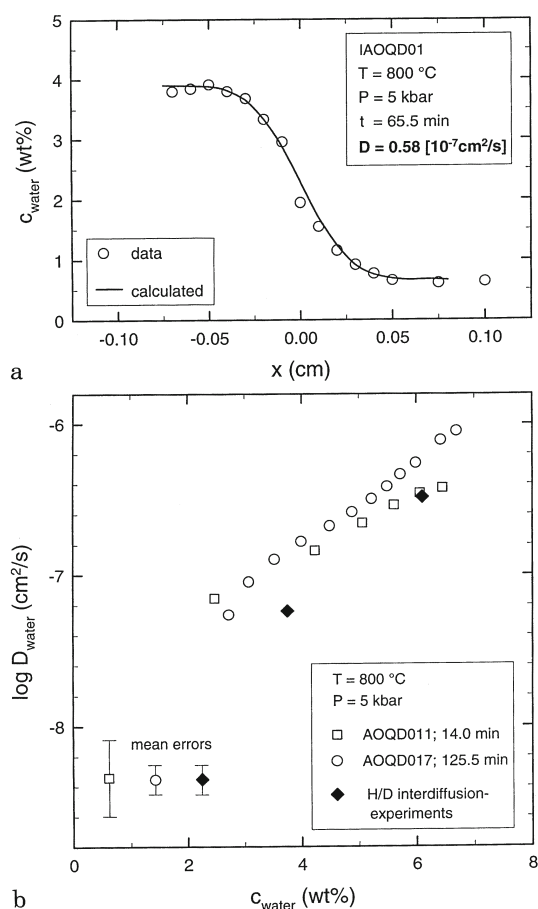 5
4
3
2
1
0
c_water (wt%)
IAOQD01
T = 800 °C
P = 5 kbar
t = 65.5 min
D = 0.58 [10⁻⁷cm²/s]
data
calculated
-0.10
-0.05
0.00
0.05
0.10
x (cm)
a
-6
-7
-8
log D_water (cm²/s)
T = 800 °C
P = 5 kbar
AOQD011; 14.0 min
AOQD017; 125.5 min
H/D interdiffusion-
experiments
mean errors
0
2
4
6
8
c_water (wt%)
b